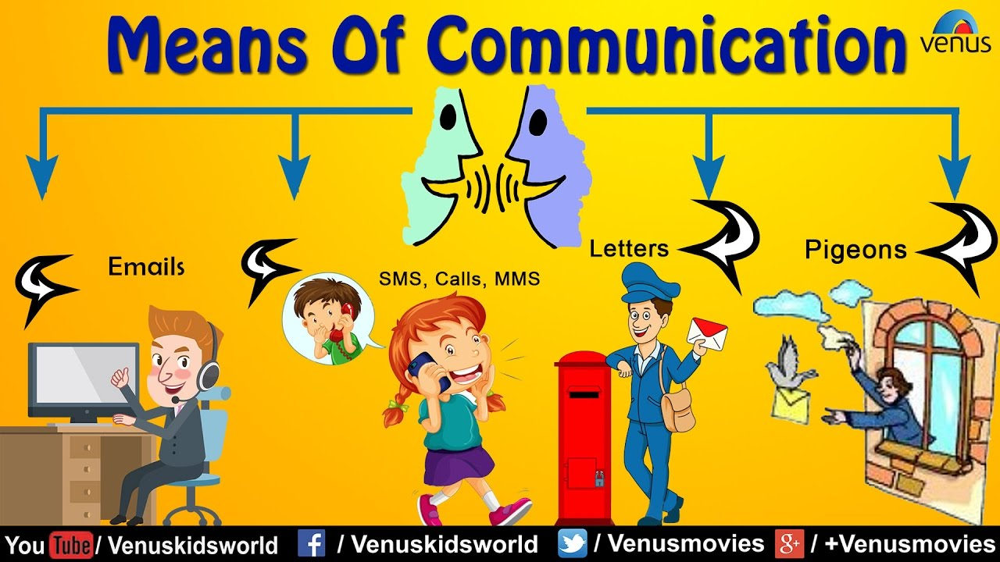 Means Of Communication
venus
Emails
SMS, Calls, MMS
Letters
Pigeons
You Tube / Venuskidsworld
f / Venuskidsworld
/ Venusmovies
g+ / +Venusmovies